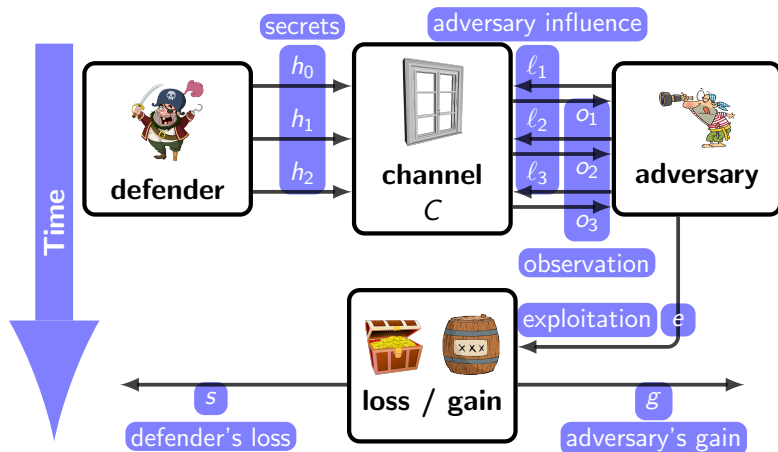 secrets
adversary influence
h₀
ℓ₁
o₁
h₁
ℓ₂
o₂
h₂
ℓ₃
o₃
defender
channel
C
adversary
Time
observation
exploitation
e
xxx
loss / gain
s
g
defender's loss
adversary's gain